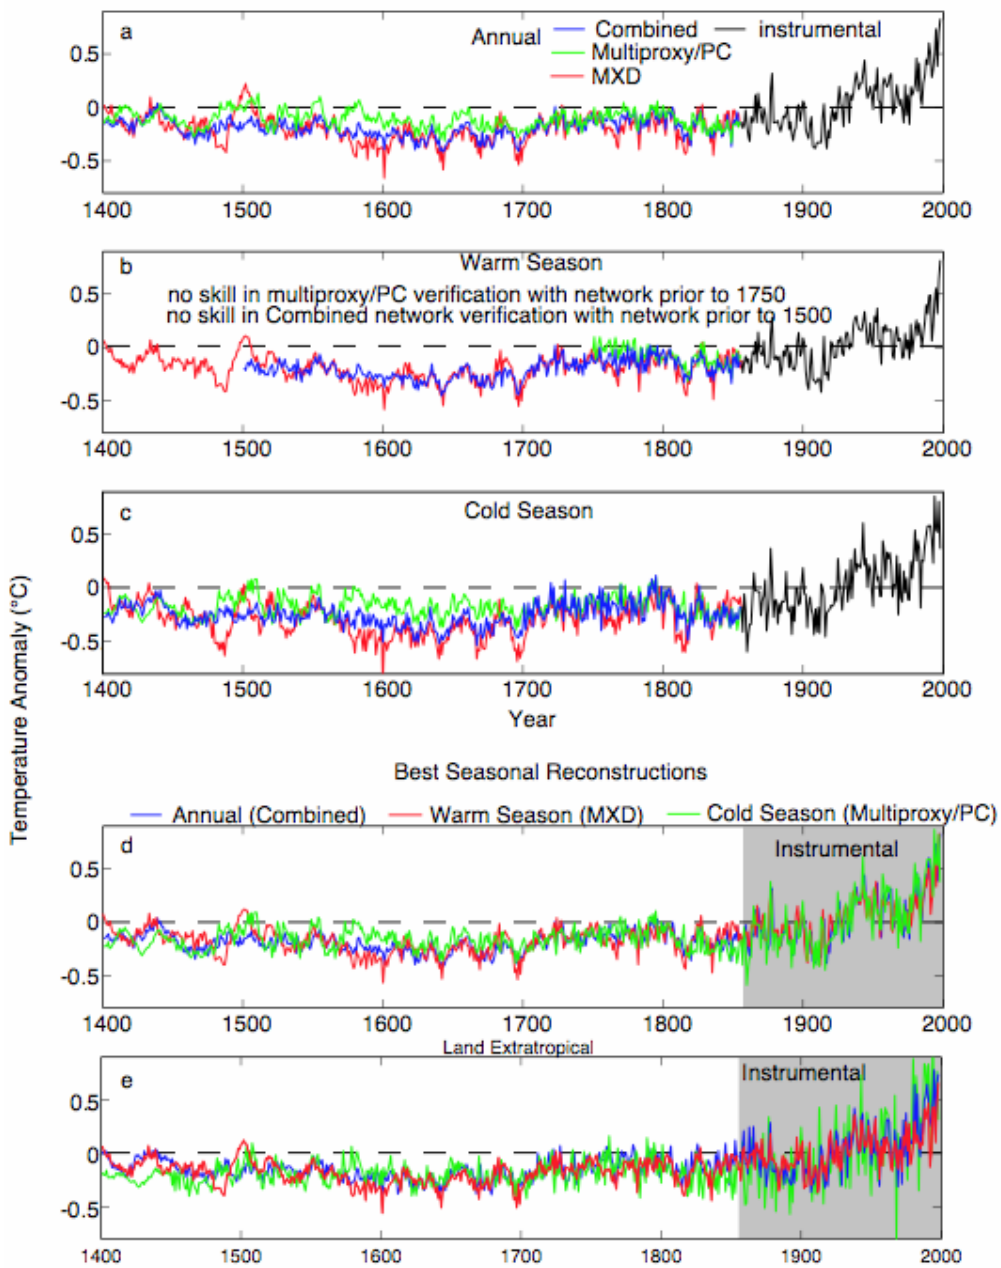 a
Annual
Combined
instrumental
Multiproxy/PC
MXD
0.5
0
-0.5
1400 1500 1600 1700 1800 1900 2000
b
Warm Season
no skill in multiproxy/PC verification with network prior to 1750
no skill in Combined network verification with network prior to 1500
0.5
0
-0.5
1400 1500 1600 1700 1800 1900 2000
c
Cold Season
0.5
0
-0.5
1400 1500 1600 1700 1800 1900 2000
Year
Temperature Anomaly (°C)
Best Seasonal Reconstructions
Annual (Combined) Warm Season (MXD) Cold Season (Multiproxy/PC)
d
Instrumental
0.5
0
-0.5
1400 1500 1600 1700 1800 1900 2000
Land Extratropical
e
Instrumental
0.5
0
-0.5
1400 1500 1600 1700 1800 1900 2000